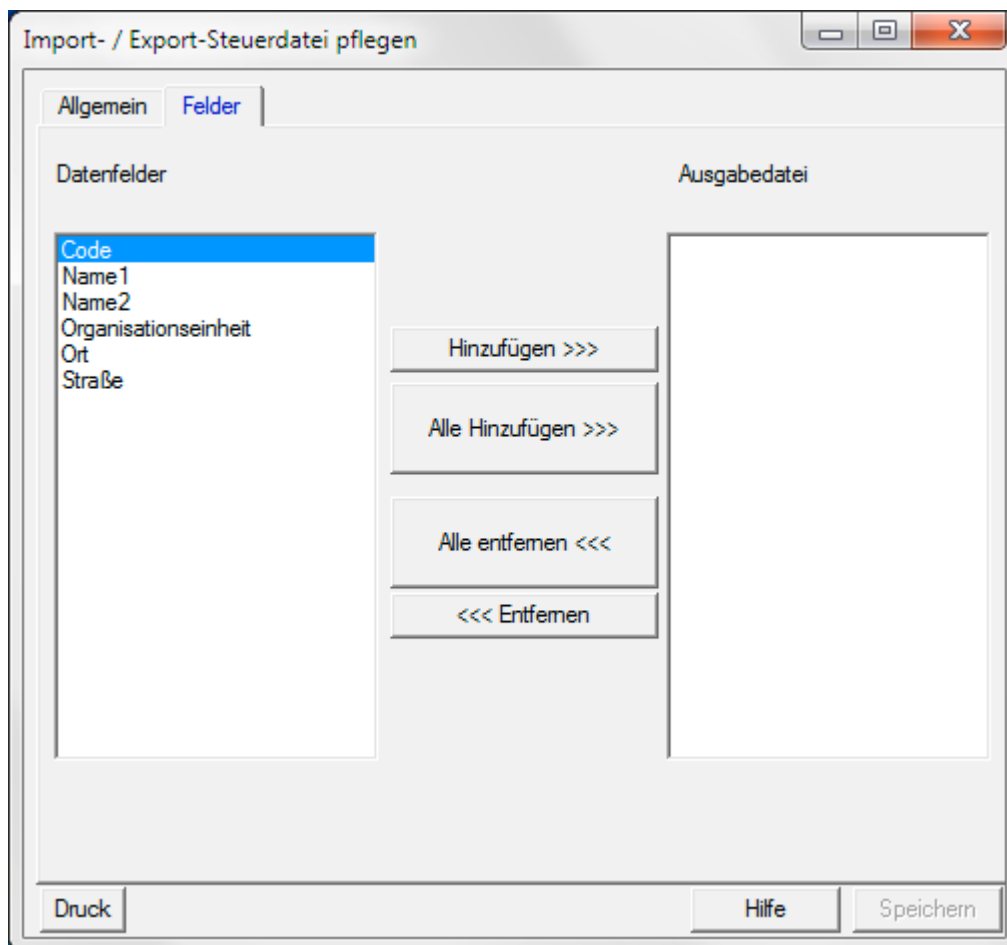 Import- / Export-Steuerdatei pflegen
Allgemein Felder
Datenfelder Ausgabedatei
Code
Name1
Name2
Organisationseinheit
Ort
Straße
Hinzufügen >>>
Alle Hinzufügen >>>
Alle entfernen <<<
<<< Entfernen
Druck Hilfe Speichern